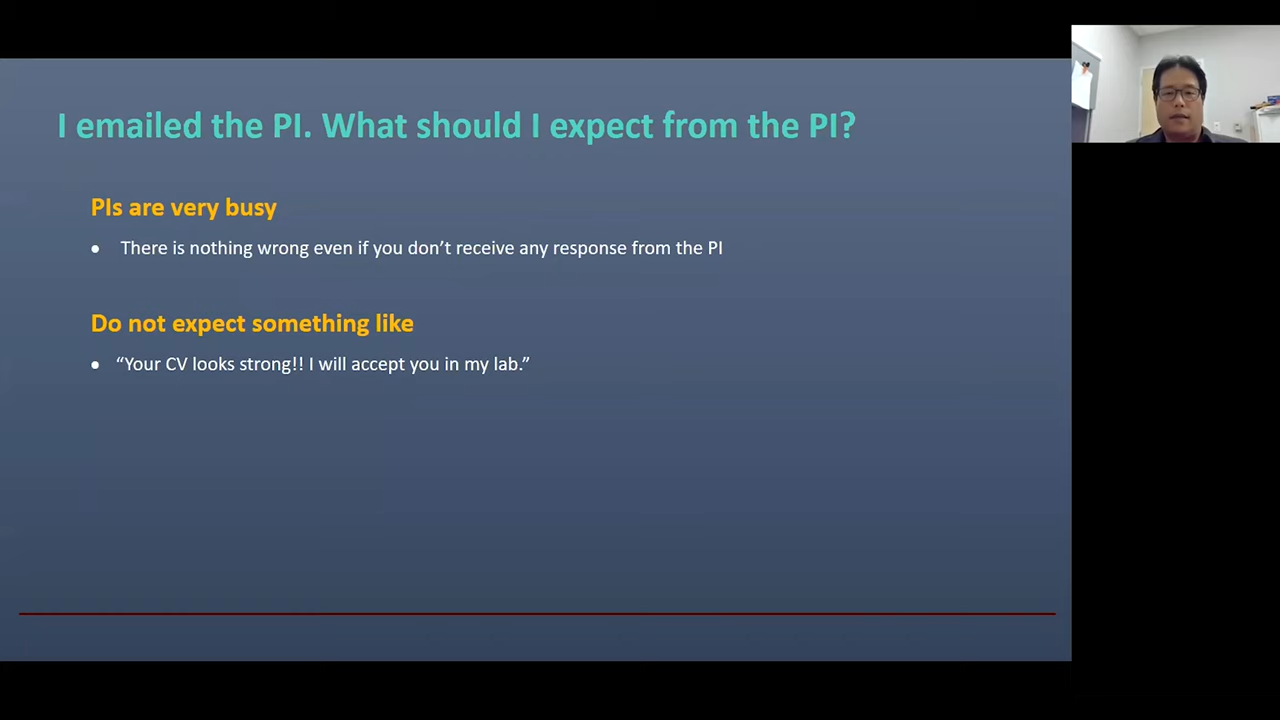 I emailed the PI. What should I expect from the PI?
PIs are very busy
• There is nothing wrong even if you don’t receive any response from the PI
Do not expect something like
• “Your CV looks strong!! I will accept you in my lab.”